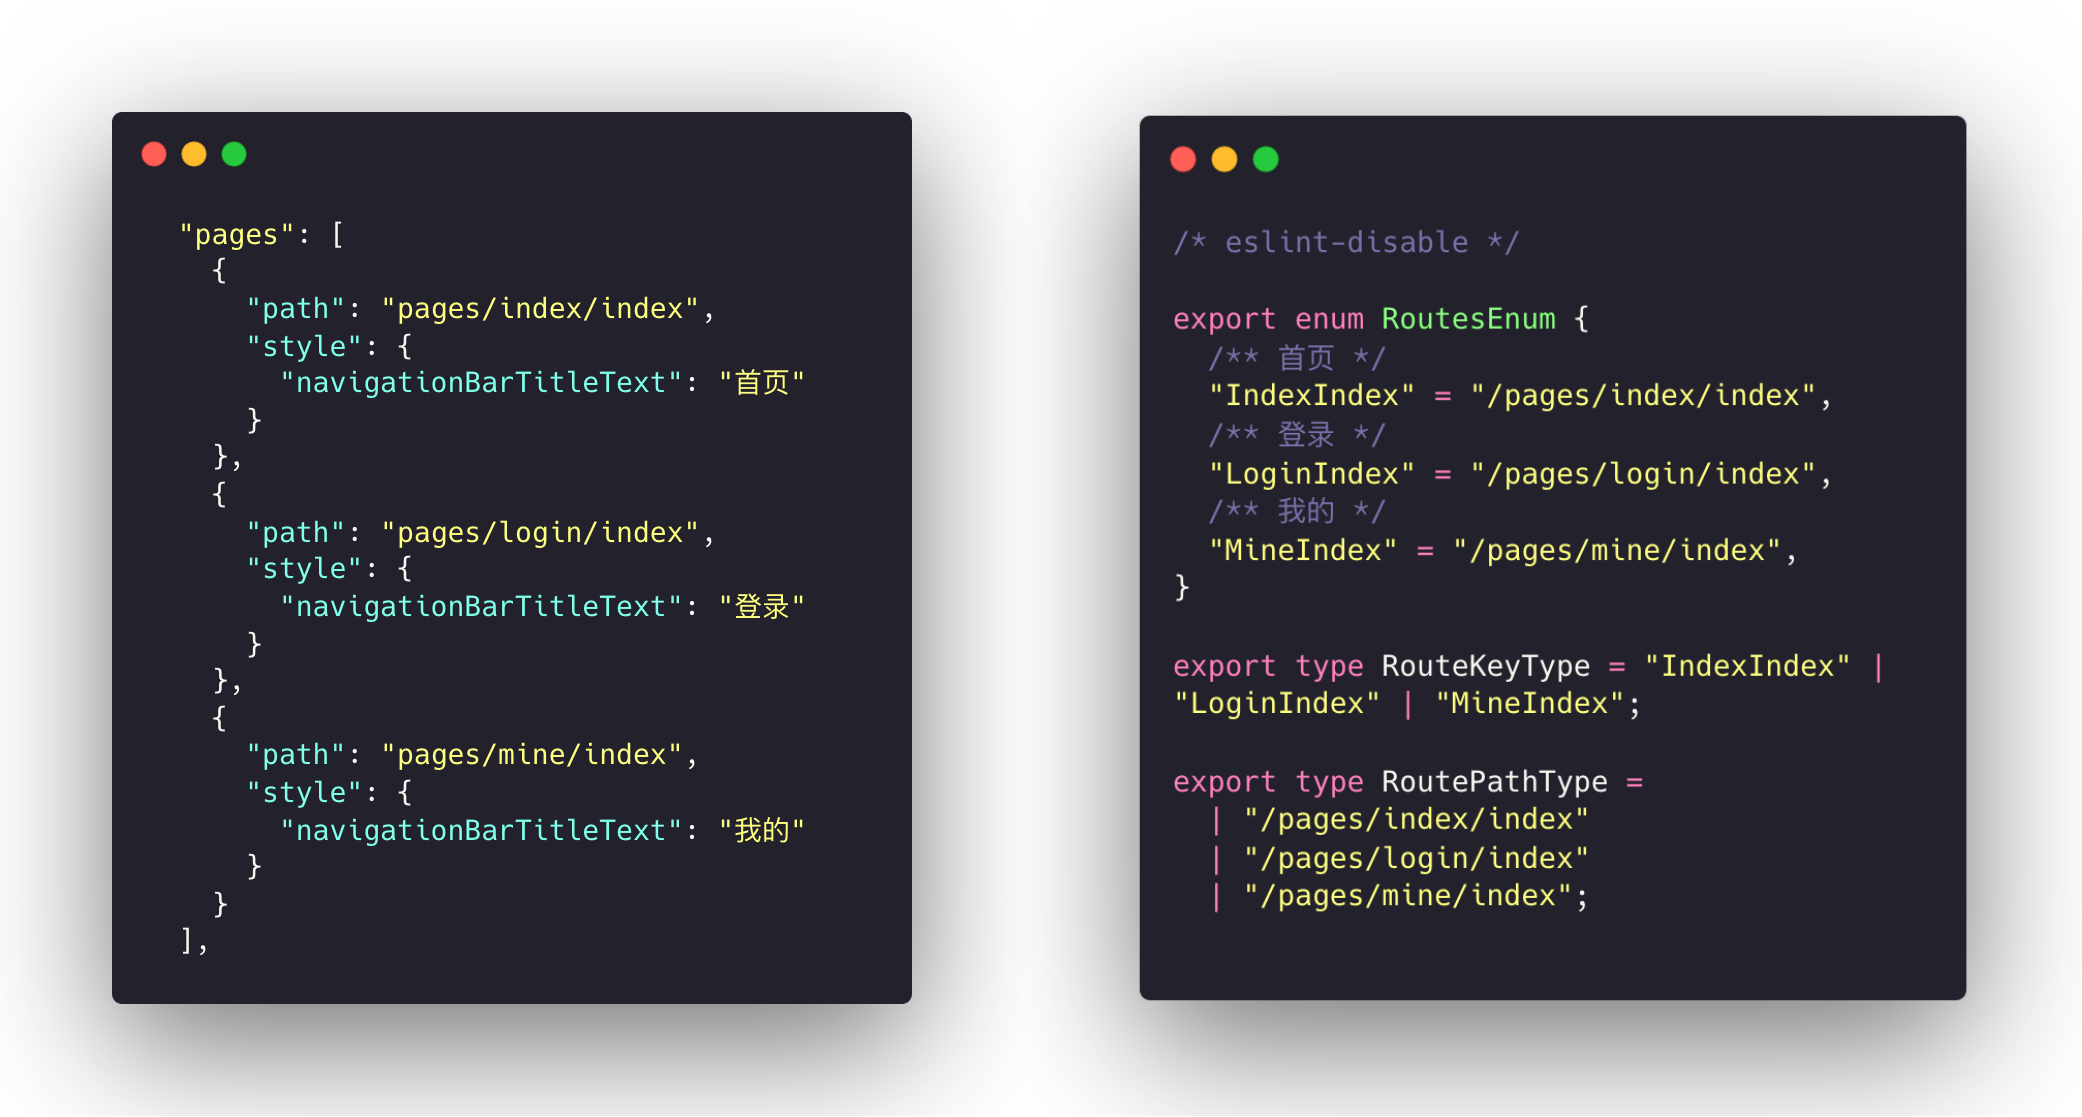 "pages": [
  {
    "path": "pages/index/index",
    "style": {
      "navigationBarTitleText": "首页"
    }
  },
  {
    "path": "pages/login/index",
    "style": {
      "navigationBarTitleText": "登录"
    }
  },
  {
    "path": "pages/mine/index",
    "style": {
      "navigationBarTitleText": "我的"
    }
  }
],
/* eslint-disable */
export enum RoutesEnum {
  /** 首页 */
  "IndexIndex" = "/pages/index/index",
  /** 登录 */
  "LoginIndex" = "/pages/login/index",
  /** 我的 */
  "MineIndex" = "/pages/mine/index",
}
export type RouteKeyType = "IndexIndex" |
"LoginIndex" | "MineIndex";
export type RoutePathType =
  | "/pages/index/index"
  | "/pages/login/index"
  | "/pages/mine/index";